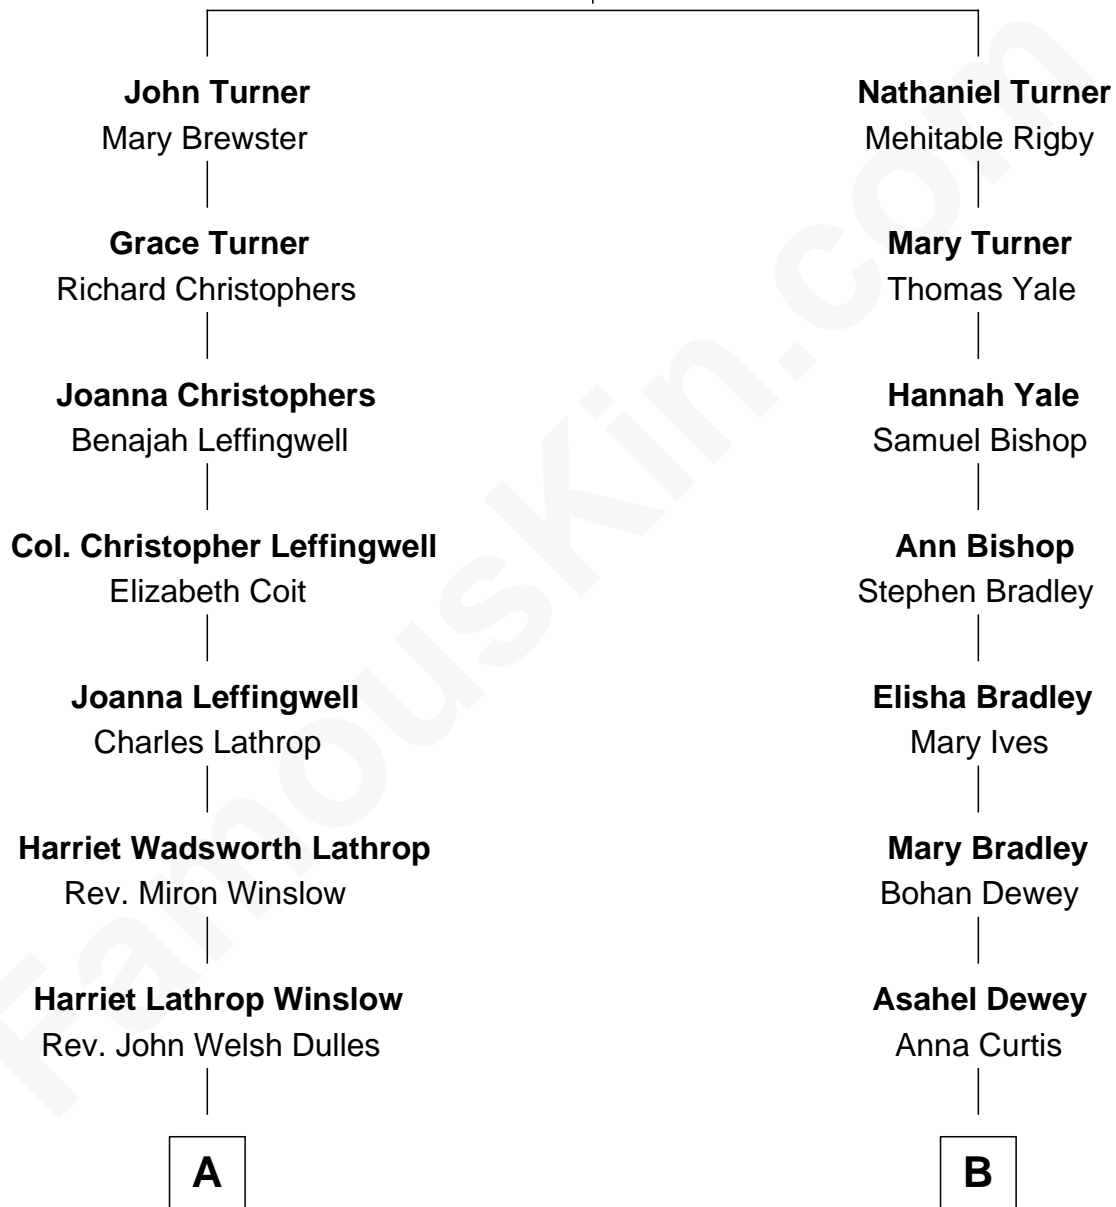 John Turner
Mary Brewster
Grace Turner
Richard Christophers
Joanna Christophers
Benajah Leffingwell
Col. Christopher Leffingwell
Elizabeth Coit
Joanna Leffingwell
Charles Lathrop
Harriet Wadsworth Lathrop
Rev. Miron Winslow
Harriet Lathrop Winslow
Rev. John Welsh Dulles
A
Nathaniel Turner
Mehitable Rigby
Mary Turner
Thomas Yale
Hannah Yale
Samuel Bishop
Ann Bishop
Stephen Bradley
Elisha Bradley
Mary Ives
Mary Bradley
Bohan Dewey
Asahel Dewey
Anna Curtis
B
FamousKin.com